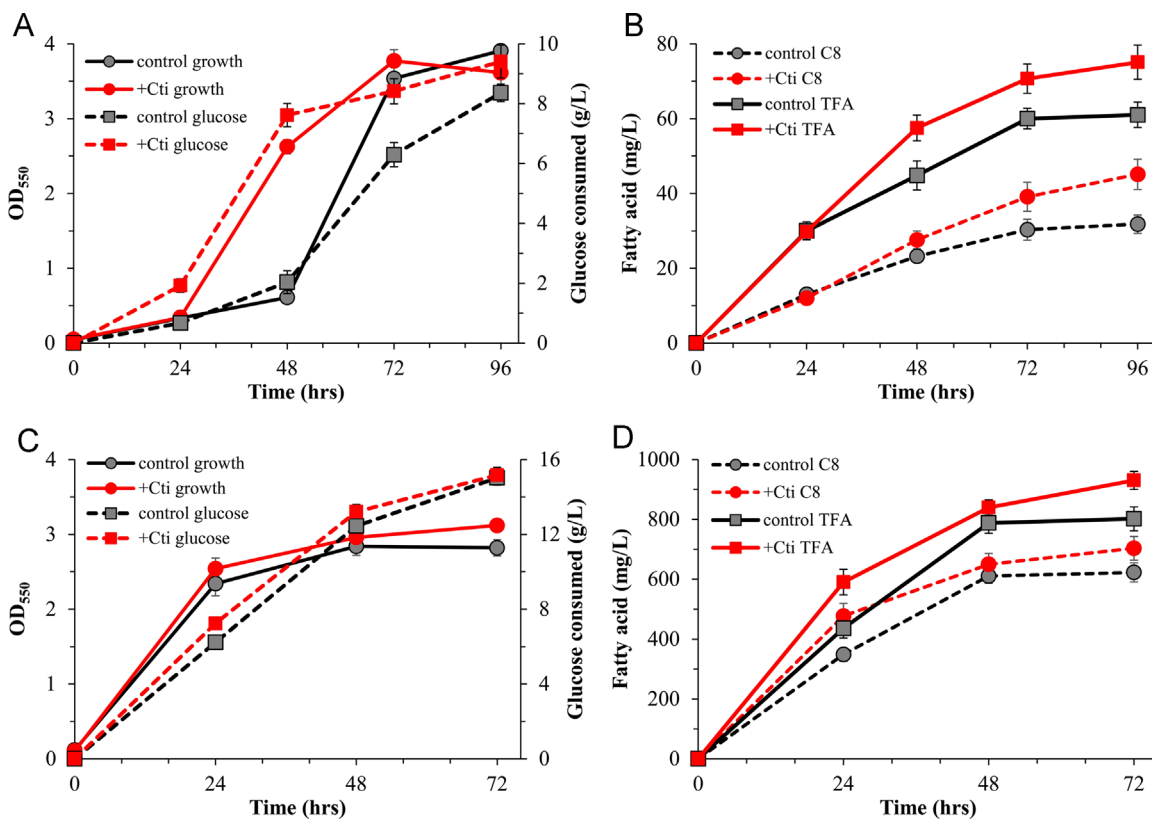 A
control growth
+Cti growth
control glucose
+Cti glucose
4
3
2
1
0
10
8
6
4
2
0
0 24 48 72 96
OD550
Glucose consumed (g/L)
Time (hrs)
B
control C8
+Cti C8
control TFA
+Cti TFA
80
60
40
20
0
0 24 48 72 96
Fatty acid (mg/L)
Time (hrs)
C
control growth
+Cti growth
control glucose
+Cti glucose
4
3
2
1
0
16
12
8
4
0
0 24 48 72
OD550
Glucose consumed (g/L)
Time (hrs)
D
control C8
+Cti C8
control TFA
+Cti TFA
1000
800
600
400
200
0
0 24 48 72
Fatty acid (mg/L)
Time (hrs)